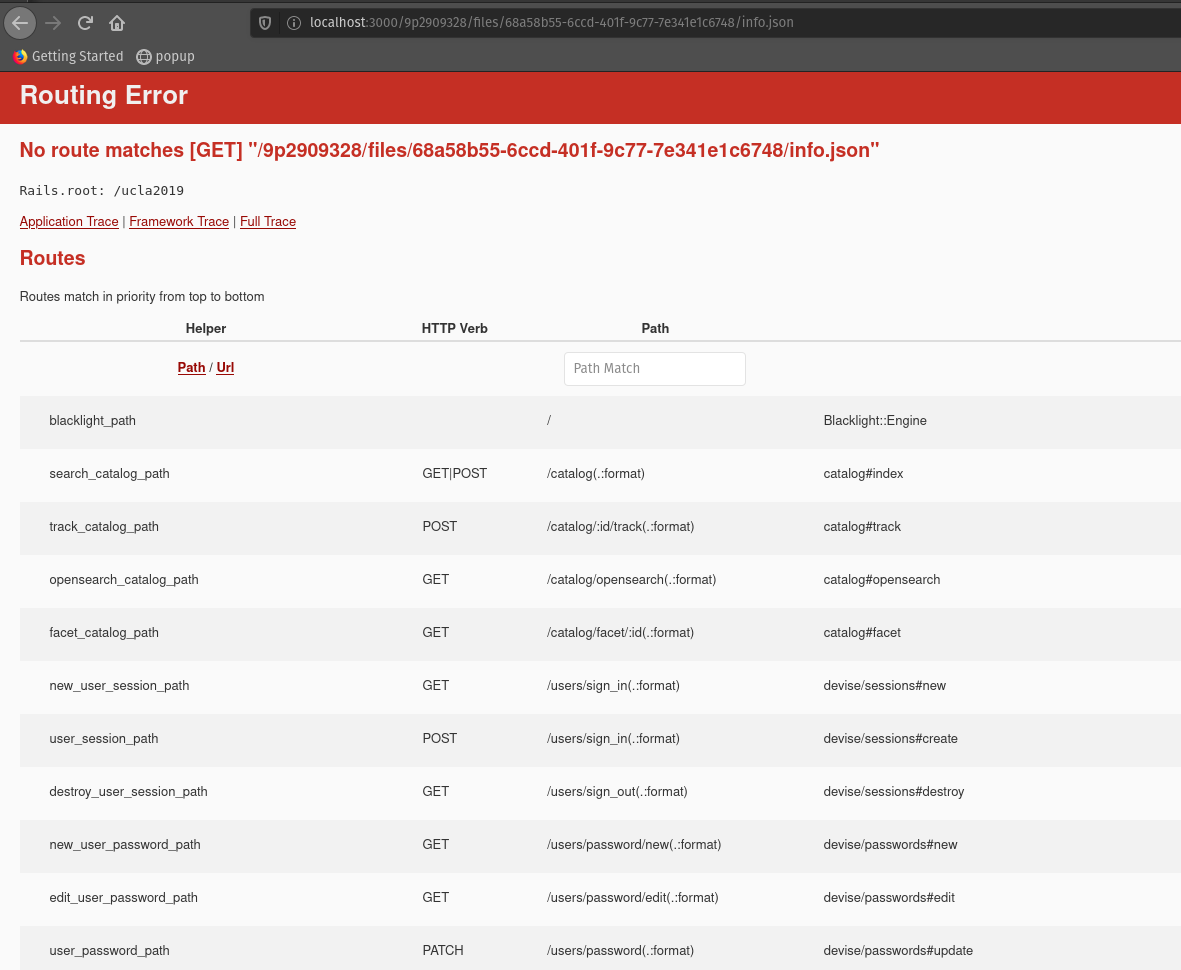 localhost:3000/9p2909328/files/68a58b55-6ccd-401f-9c77-7e341e1c6748/info.json
Getting Started popup
Routing Error
No route matches [GET] "/9p2909328/files/68a58b55-6ccd-401f-9c77-7e341e1c6748/info.json"
Rails.root: /ucla2019
Application Trace | Framework Trace | Full Trace
Routes
Routes match in priority from top to bottom
Helper HTTP Verb Path
Path / Url Path Match
blacklight_path / Blacklight::Engine
search_catalog_path GET|POST /catalog(.:format) catalog#index
track_catalog_path POST /catalog/:id/track(.:format) catalog#track
opensearch_catalog_path GET /catalog/opensearch(.:format) catalog#opensearch
facet_catalog_path GET /catalog/facet/:id(.:format) catalog#facet
new_user_session_path GET /users/sign_in(.:format) devise/sessions#new
user_session_path POST /users/sign_in(.:format) devise/sessions#create
destroy_user_session_path GET /users/sign_out(.:format) devise/sessions#destroy
new_user_password_path GET /users/password/new(.:format) devise/passwords#new
edit_user_password_path GET /users/password/edit(.:format) devise/passwords#edit
user_password_path PATCH /users/password(.:format) devise/passwords#update